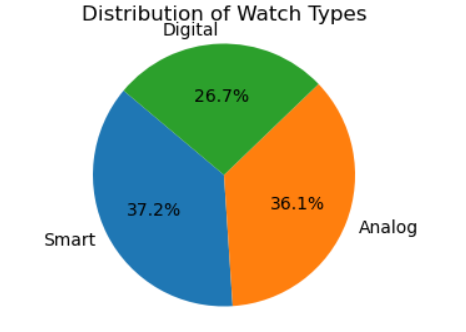 Distribution of Watch Types
Digital
26.7%
37.2%
36.1%
Smart
Analog